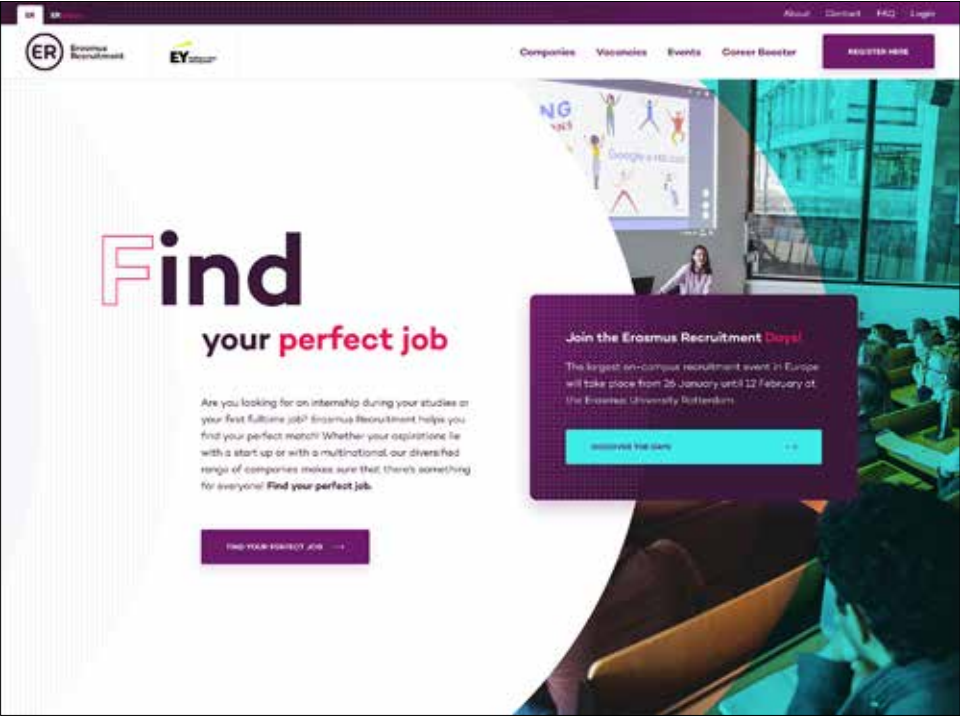 ER ER
About Contact FAQ Login
ER Erasmus
Recruitment
EY
Companies Vacancies Events Career Booster REGISTER HERE
NG
Find
your perfect job
Join the Erasmus Recruitment Days!
The largest on-campus recruitment event in Europe
will take place from 26 January until 12 February at
the Erasmus University Rotterdam.
DISCOVER THE DAYS
Are you looking for an internship during your studies or
your first fulltime job? Erasmus Recruitment helps you
find your perfect match! Whether your aspirations lie
with a start up or with a multinational, our diversified
range of companies makes sure that there's something
for everyone! Find your perfect job.
FIND YOUR PERFECT JOB